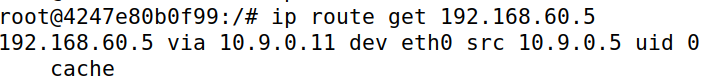 root@4247e80b0f99:/# ip route get 192.168.60.5
192.168.60.5 via 10.9.0.11 dev eth0 src 10.9.0.5 uid 0
    cache